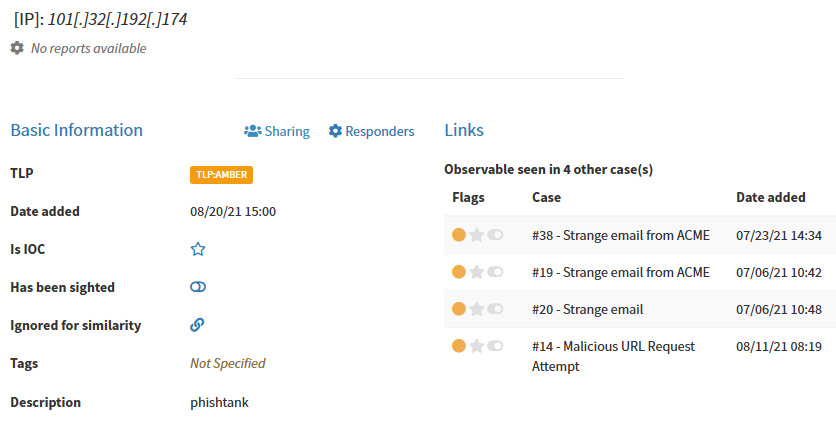 [IP]: 101[.]32[.]192[.]174
No reports available
Basic Information
Sharing
Responders
TLP
TLP:AMBER
Date added
08/20/21 15:00
Is IOC
Has been sighted
Ignored for similarity
Tags
Not Specified
Description
phishtank
Links
Observable seen in 4 other case(s)
Flags Case Date added
#38 - Strange email from ACME 07/23/21 14:34
#19 - Strange email from ACME 07/06/21 10:42
#20 - Strange email 07/06/21 10:48
#14 - Malicious URL Request 08/11/21 08:19
Attempt